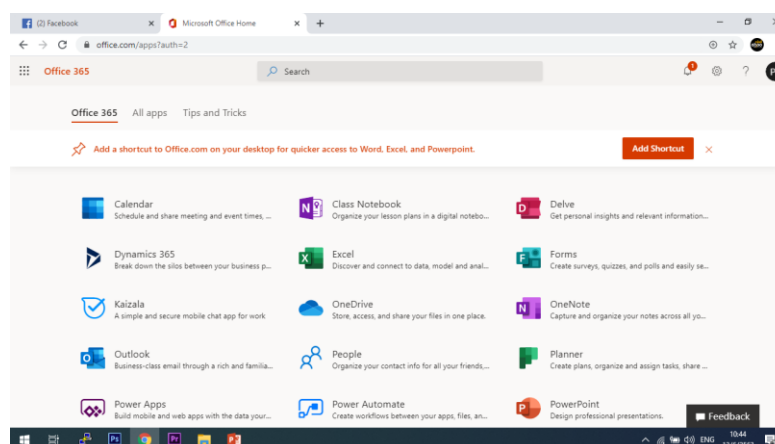 (2) Facebook
Microsoft Office Home
office.com/apps?auth=2
Office 365
Search
1
?
P
Office 365 All apps Tips and Tricks
Add a shortcut to Office.com on your desktop for quicker access to Word, Excel, and Powerpoint.
Add Shortcut
Calendar
Schedule and share meeting and event times, ...
N
Class Notebook
Organize your lesson plans in a digital notebo...
D
Delve
Get personal insights and relevant information...
Dynamics 365
Break down the silos between your business p...
X
Excel
Discover and connect to data, model and anal...
F
Forms
Create surveys, quizzes, and polls and easily se...
Kaizala
A simple and secure mobile chat app for work
OneDrive
Store, access, and share your files in one place.
N
OneNote
Capture and organize your notes across all yo...
Outlook
Business-class email through a rich and familia...
People
Organize your contact info for all your friends,...
Planner
Create plans, organize and assign tasks, share ...
Power Apps
Build mobile and web apps with the data your...
Power Automate
Create workflows between your apps, files, an...
P
PowerPoint
Design professional presentations.
Feedback
Ps
Pr
ENG
10:44